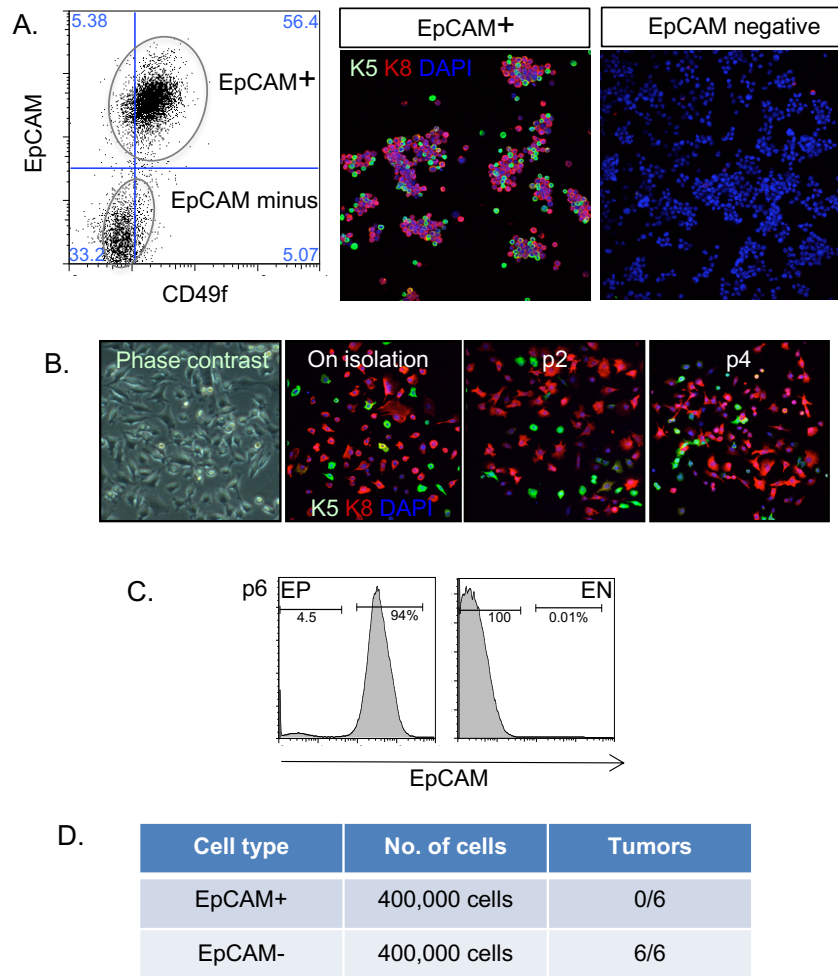 A.
5.38 56.4
EpCAM+
EpCAM minus
33.2 5.07
EpCAM
CD49f
EpCAM+
K5 K8 DAPI
EpCAM negative
B.
Phase contrast
On isolation
K5 K8 DAPI
p2
p4
C.
p6 EP
4.5 94%
EN
100 0.01%
EpCAM
D.
Cell type No. of cells Tumors
EpCAM+ 400,000 cells 0/6
EpCAM- 400,000 cells 6/6